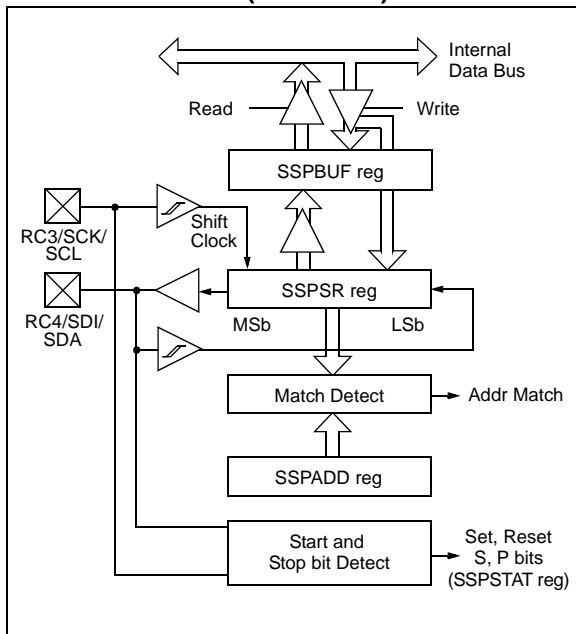 Internal
Data Bus
Read
Write
SSPBUF reg
RC3/SCK/
SCL
Shift
Clock
SSPSR reg
RC4/SDI/
SDA
MSb
LSb
Match Detect
Addr Match
SSPADD reg
Start and
Stop bit Detect
Set, Reset
S, P bits
(SSPSTAT reg)